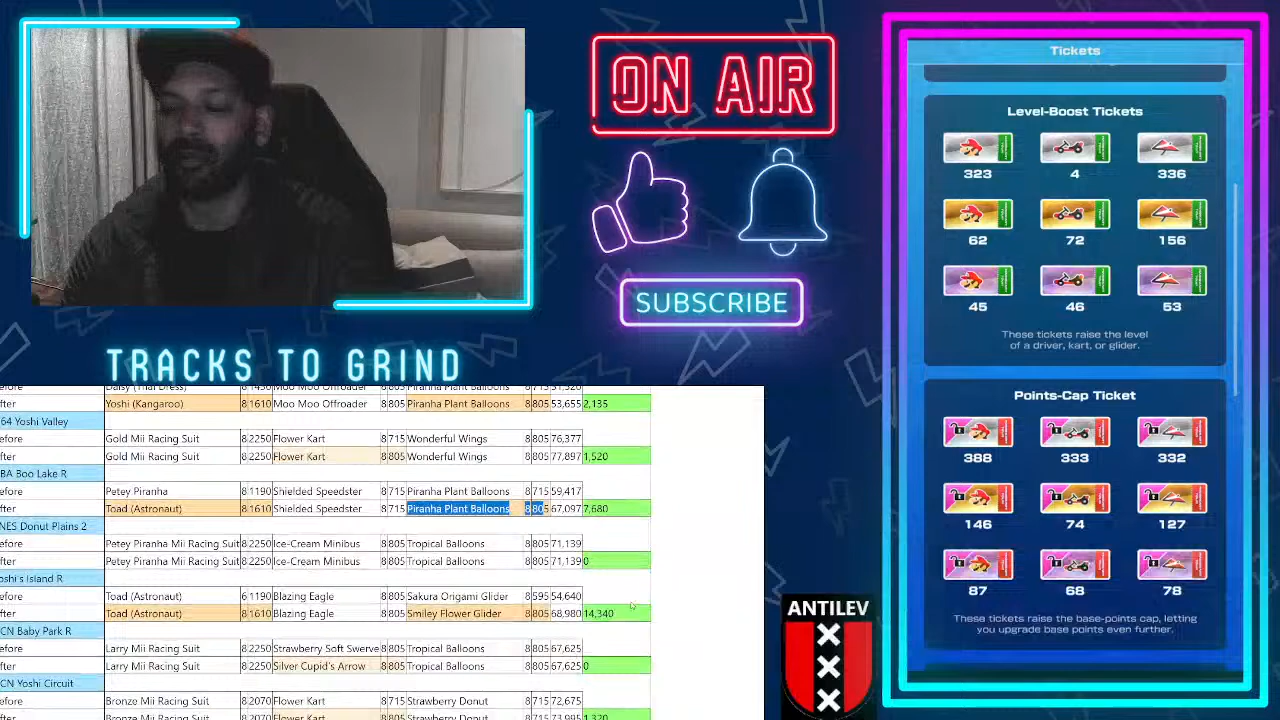 ON AIR
SUBSCRIBE
TRACKS TO GRIND
Yoshi (Kangaroo) 8 1610 Moo Moo Offroader 8 805 Piranha Plant Balloons 8 805 53,655 2,135
64 Yoshi Valley
efore Gold Mii Racing Suit 8 2250 Flower Kart 8 715 Wonderful Wings 8 805 76,377
fter Gold Mii Racing Suit 8 2250 Flower Kart 8 715 Wonderful Wings 8 805 77,897 1,520
BA Boo Lake R
efore Petey Piranha 8 1190 Shielded Speedster 8 715 Piranha Plant Balloons 8 715 59,417
fter Toad (Astronaut) 8 1610 Shielded Speedster 8 715 Piranha Plant Balloons 8 805 67,097 7,680
NES Donut Plains 2
efore Petey Piranha Mii Racing Suit 8 2250 Ice-Cream Minibus 8 805 Tropical Balloons 8 805 71,139
fter Petey Piranha Mii Racing Suit 8 2250 Ice-Cream Minibus 8 805 Tropical Balloons 8 805 71,139 0
oshi's Island R
efore Toad (Astronaut) 6 1190 Blazing Eagle 8 805 Sakura Origami Glider 8 595 54,640
fter Toad (Astronaut) 8 1610 Blazing Eagle 8 805 Smiley Flower Glider 8 805 68,980 14,340
CN Baby Park R
efore Larry Mii Racing Suit 8 2250 Strawberry Soft Swerve 8 805 Tropical Balloons 8 805 67,625
fter Larry Mii Racing Suit 8 2250 Silver Cupid's Arrow 8 805 Tropical Balloons 8 805 67,625 0
CN Yoshi Circuit
efore Bronze Mii Racing Suit 8 2070 Flower Kart 8 715 Strawberry Donut 8 715 72,675
ANTILEV
Tickets
Level-Boost Tickets
323 4 336
62 72 156
45 46 53
These tickets raise the level
of a driver, kart, or glider.
Points-Cap Ticket
388 333 332
146 74 127
87 68 78
These tickets raise the base-points cap, letting
you upgrade base points even further.